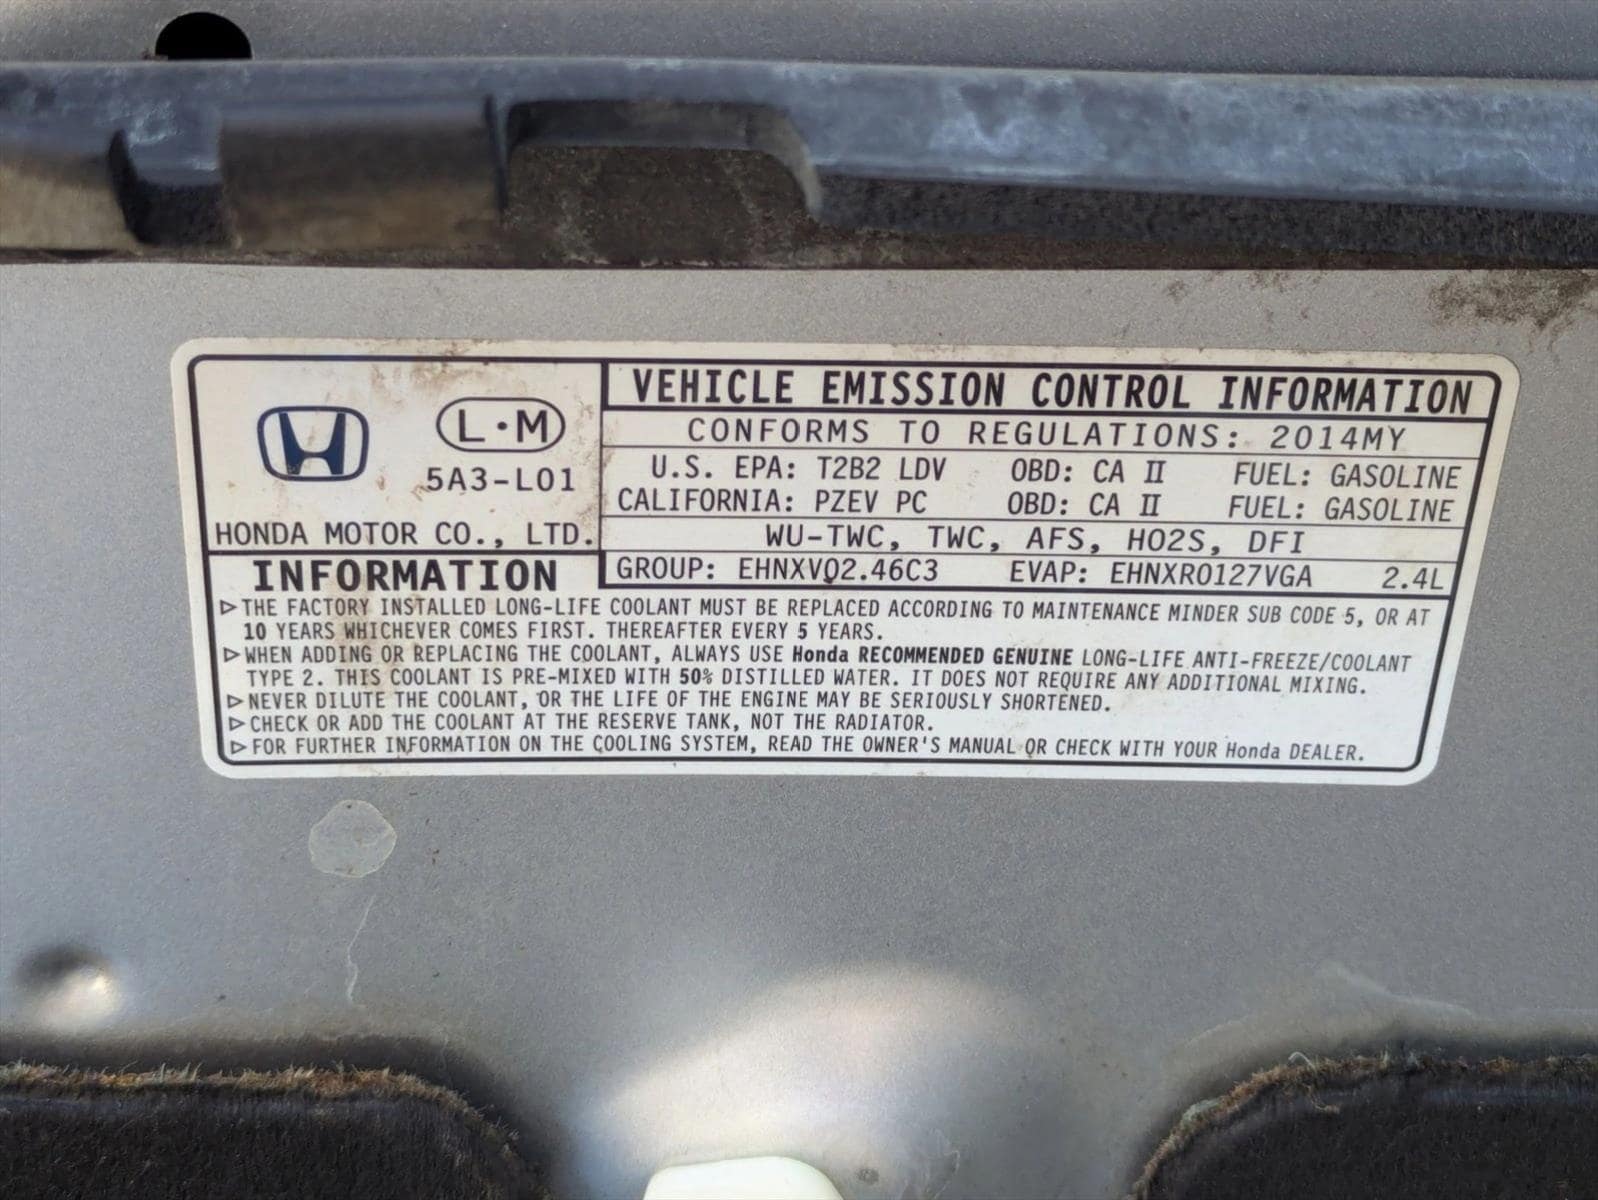 L·M
5A3-L01
HONDA MOTOR CO., LTD.
VEHICLE EMISSION CONTROL INFORMATION
CONFORMS TO REGULATIONS: 2014MY
U.S. EPA: T2B2 LDV OBD: CA II FUEL: GASOLINE
CALIFORNIA: PZEV PC OBD: CA II FUEL: GASOLINE
WU-TWC, TWC, AFS, HO2S, DFI
GROUP: EHNXV02.46C3 EVAP: EHNXR0127VGA 2.4L
INFORMATION
▷THE FACTORY INSTALLED LONG-LIFE COOLANT MUST BE REPLACED ACCORDING TO MAINTENANCE MINDER SUB CODE 5, OR AT
10 YEARS WHICHEVER COMES FIRST. THEREAFTER EVERY 5 YEARS.
▷WHEN ADDING OR REPLACING THE COOLANT, ALWAYS USE Honda RECOMMENDED GENUINE LONG-LIFE ANTI-FREEZE/COOLANT
TYPE 2. THIS COOLANT IS PRE-MIXED WITH 50% DISTILLED WATER. IT DOES NOT REQUIRE ANY ADDITIONAL MIXING.
▷NEVER DILUTE THE COOLANT, OR THE LIFE OF THE ENGINE MAY BE SERIOUSLY SHORTENED.
▷CHECK OR ADD THE COOLANT AT THE RESERVE TANK, NOT THE RADIATOR.
▷FOR FURTHER INFORMATION ON THE COOLING SYSTEM, READ THE OWNER'S MANUAL OR CHECK WITH YOUR Honda DEALER.